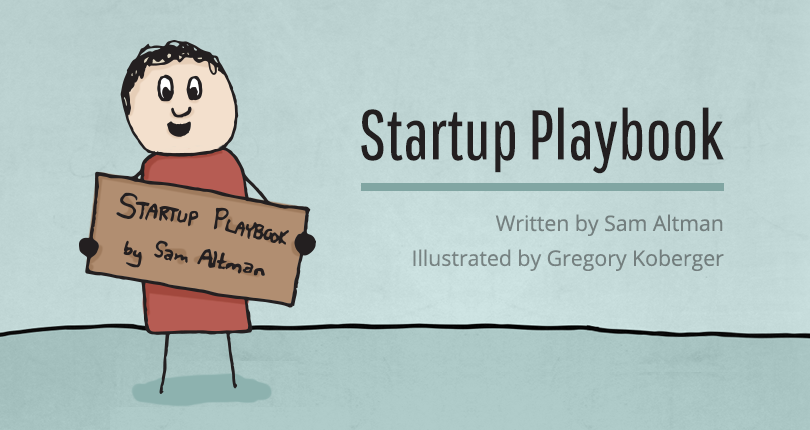 Startup Playbook
by Sam Altman
Startup Playbook
Written by Sam Altman
Illustrated by Gregory Koberger